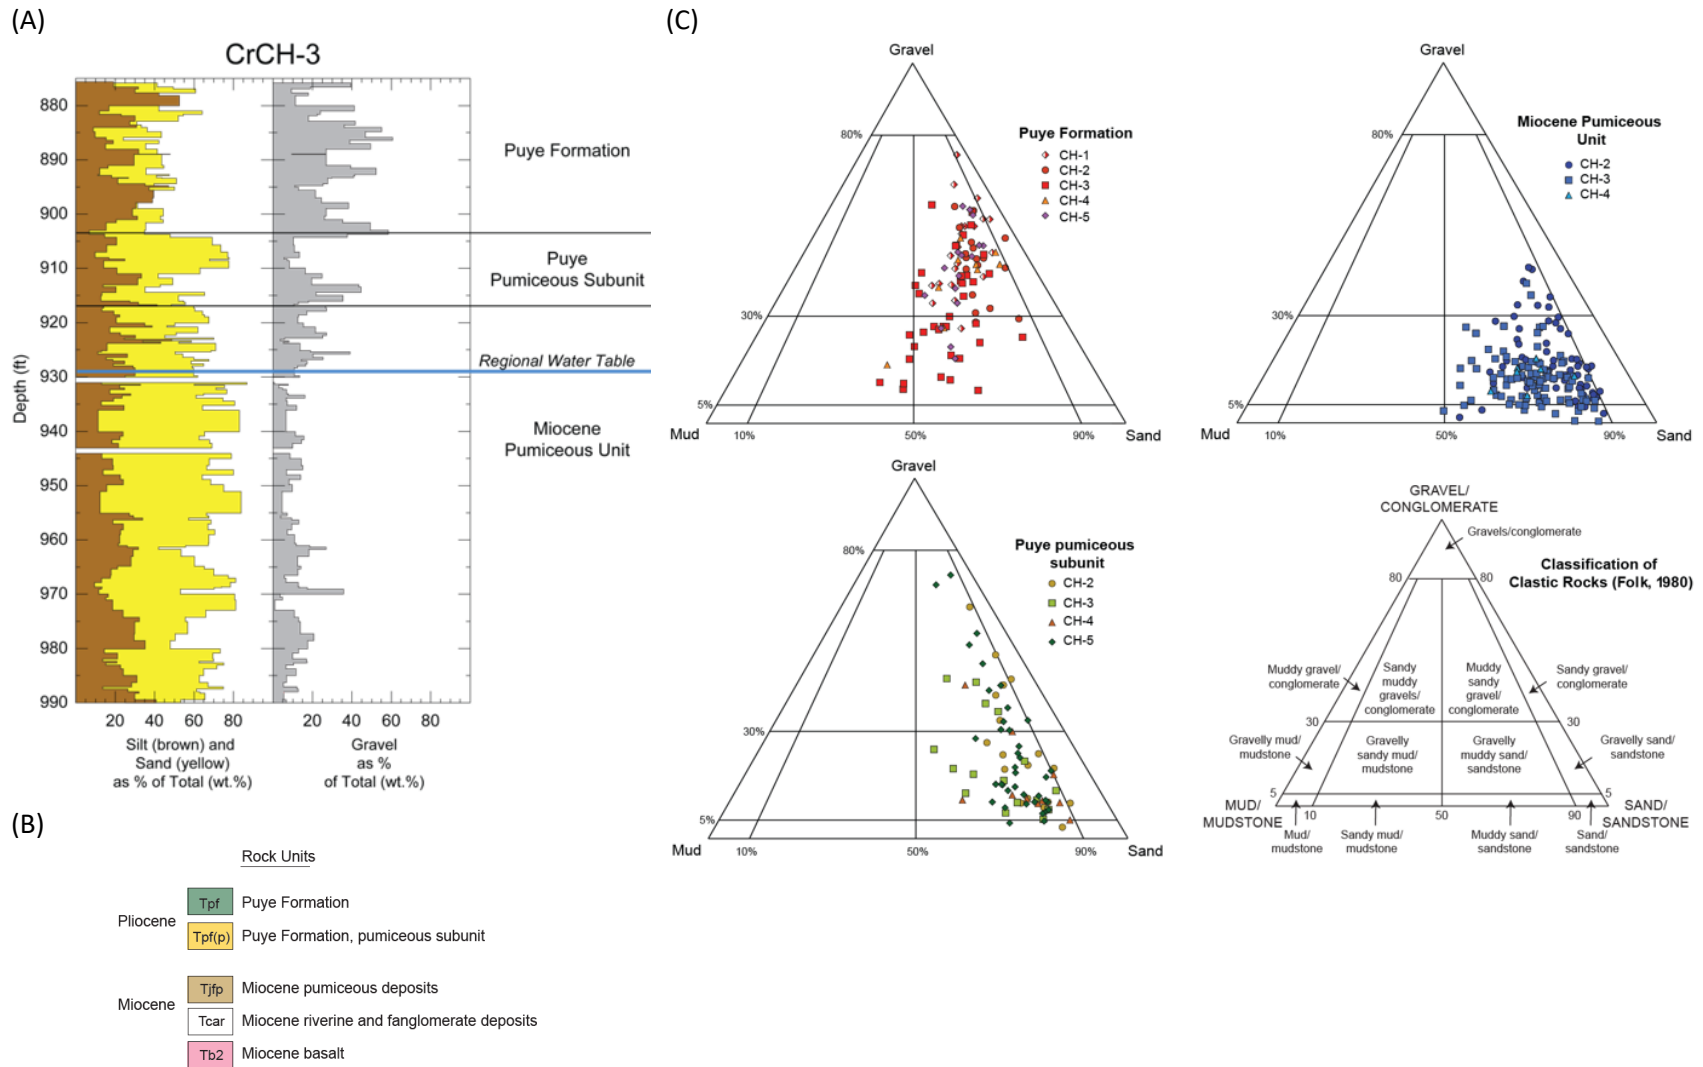 (A)
CrCH-3
880
890
900
910
920
930
940
950
960
970
980
990
Depth (ft)
20 40 60 80
20 40 60 80
Silt (brown) and
Sand (yellow)
as % of Total (wt.%)
Gravel
as %
of Total (wt.%)
Puye Formation
Puye
Pumiceous Subunit
Regional Water Table
Miocene
Pumiceous Unit
(B)
Rock Units
Pliocene
Tpf Puye Formation
Tpf(p) Puye Formation, pumiceous subunit
Miocene
Tjfp Miocene pumiceous deposits
Tcar Miocene riverine and fanglomerate deposits
Tb2 Miocene basalt
(C)
Gravel
80%
30%
5%
Mud 10% 50% 90% Sand
Puye Formation
CH-1
CH-2
CH-3
CH-4
CH-5
Gravel
80%
30%
5%
Mud 10% 50% 90% Sand
Miocene Pumiceous
Unit
CH-2
CH-3
CH-4
Gravel
80%
30%
5%
Mud 10% 50% 90% Sand
Puye pumiceous
subunit
CH-2
CH-3
CH-4
CH-5
GRAVEL/
CONGLOMERATE
Gravels/conglomerate
Classification of
Clastic Rocks (Folk, 1980)
80 80
Muddy gravel/
conglomerate
Sandy
muddy
gravels/
conglomerate
Muddy
sandy
gravel/
conglomerate
Sandy gravel/
conglomerate
30 30
Gravelly mud/
mudstone
Gravelly
sandy mud/
mudstone
Gravelly
muddy sand/
sandstone
Gravelly sand/
sandstone
5 5
MUD/
MUDSTONE
10 50 90
SAND/
SANDSTONE
Mud/
mudstone
Sandy mud/
mudstone
Muddy sand/
sandstone
Sand/
sandstone